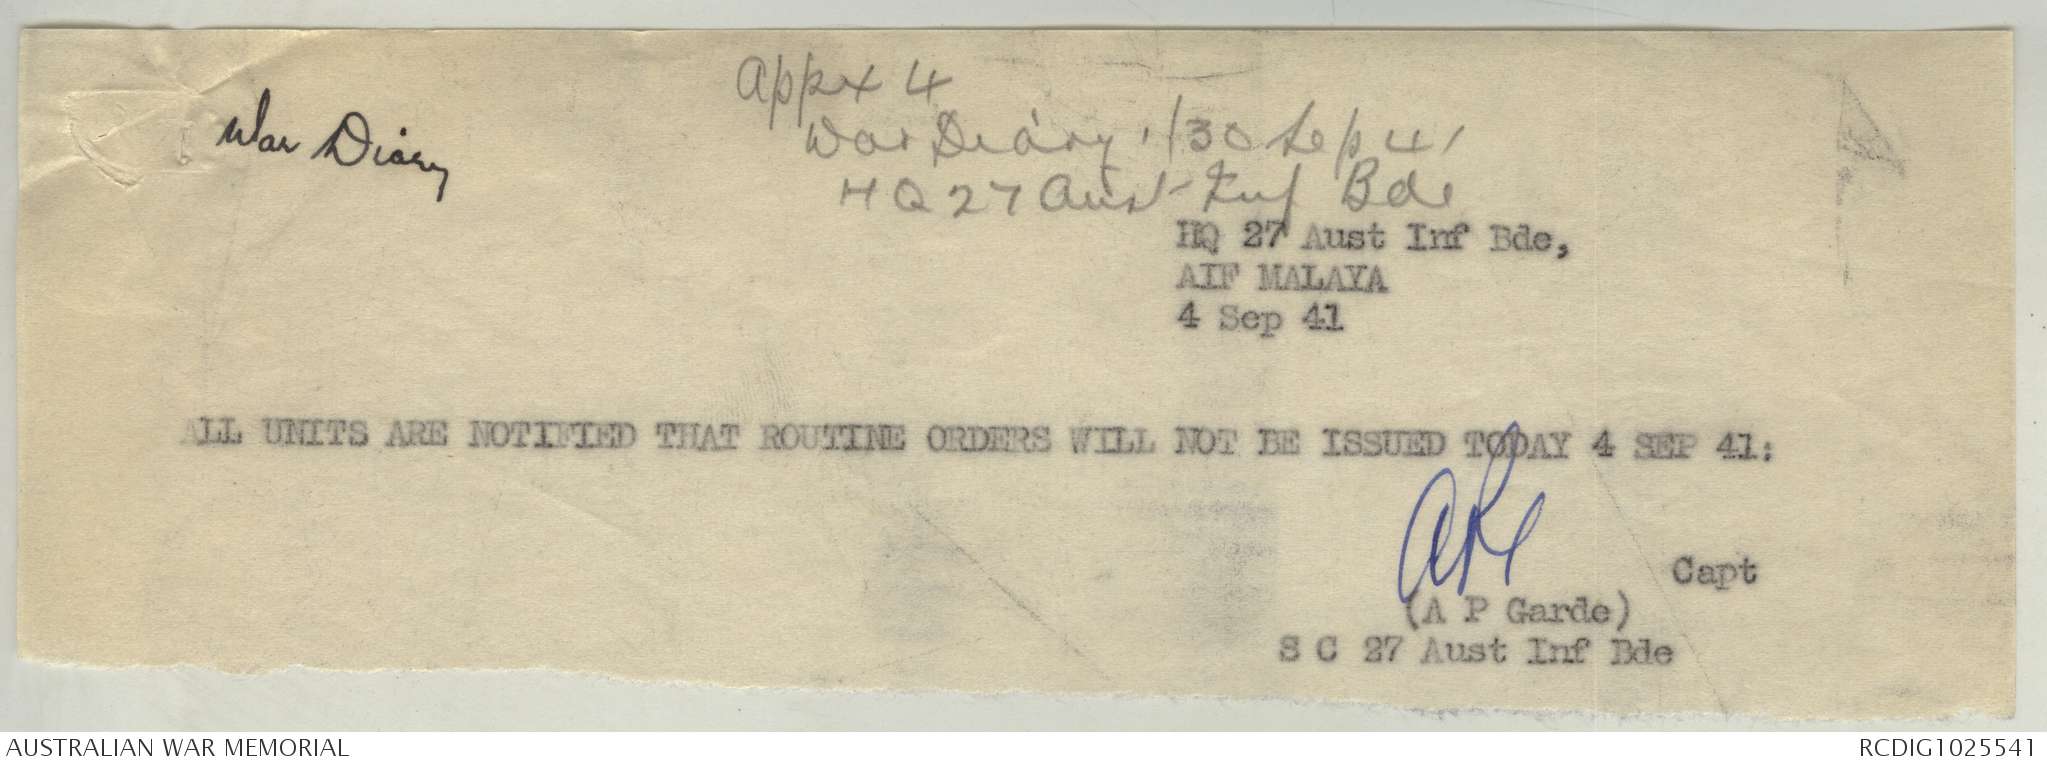 War Diary
Appx 4
War Diary 1/30 Sep 41
HQ 27 Aust Inf Bde
HQ 27 Aust Inf Bde,
AIF MALAYA
4 Sep 41
ALL UNITS ARE NOTIFIED THAT ROUTINE ORDERS WILL NOT BE ISSUED TODAY 4 SEP 41:
Capt
(A P Garde)
S C 27 Aust Inf Bde
AUSTRALIAN WAR MEMORIAL
RCDIG1025541